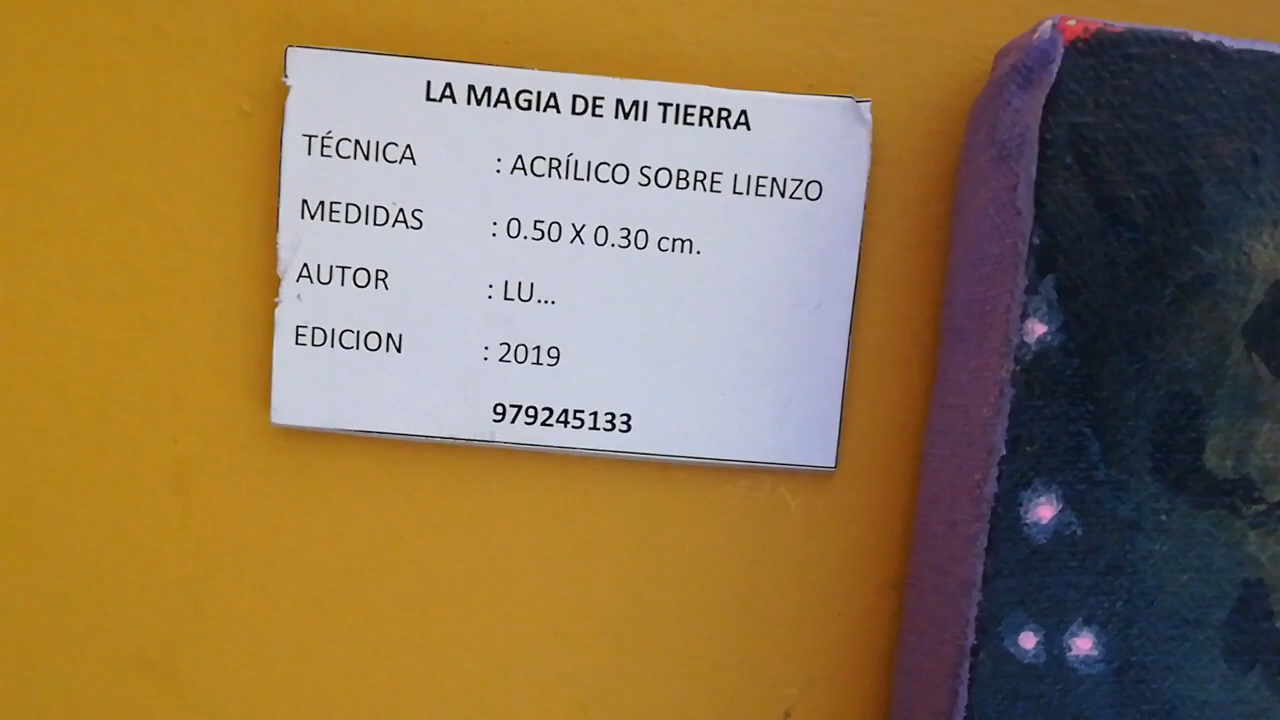 LA MAGIA DE MI TIERRA
TÉCNICA : ACRÍLICO SOBRE LIENZO
MEDIDAS : 0.50 X 0.30 cm.
AUTOR : LU...
EDICION : 2019
979245133